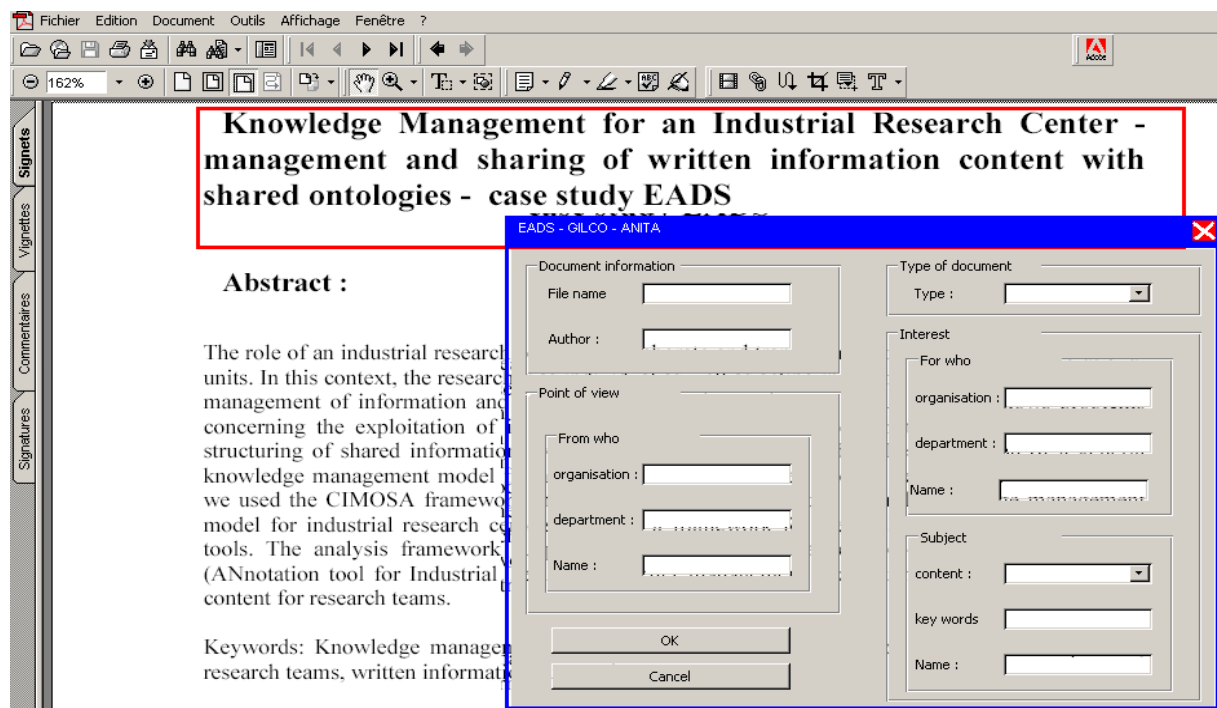 Fichier Edition Document Outils Affichage Fenêtre ?
Adobe
162%
Signets
Vignettes
Commentaires
Signatures
Knowledge Management for an Industrial Research Center -
management and sharing of written information content with
shared ontologies - case study EADS
Abstract :
The role of an industrial research
units. In this context, the research
management of information and
concerning the exploitation of
structuring of shared information
knowledge management model
we used the CIMOSA framework
model for industrial research
tools. The analysis framework
(ANnotation tool for Industrial
content for research teams.
Keywords: Knowledge management
research teams, written information
EADS - GILCO - ANITA
Document information
File name
Author :
Point of view
From who
organisation :
department :
Name :
OK
Cancel
Type of document
Type :
Interest
For who
organisation :
department :
Name :
Subject
content :
key words
Name :